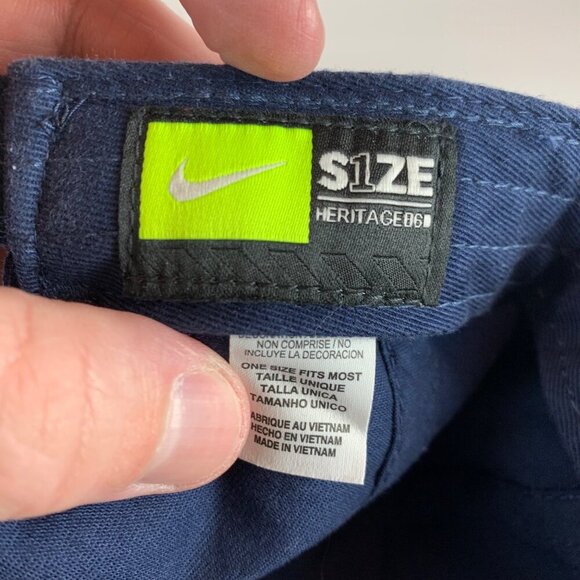 S1ZE
HERITAGE86
NON COMPRISE / NO
INCLUYE LA DECORACION
ONE SIZE FITS MOST
TAILLE UNIQUE
TALLA UNICA
TAMANHO UNICO
FABRIQUE AU VIETNAM
HECHO EN VIETNAM
MADE IN VIETNAM